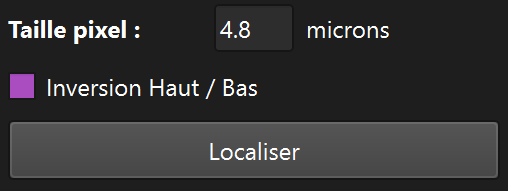 Taille pixel : 4.8 microns
Inversion Haut / Bas
Localiser